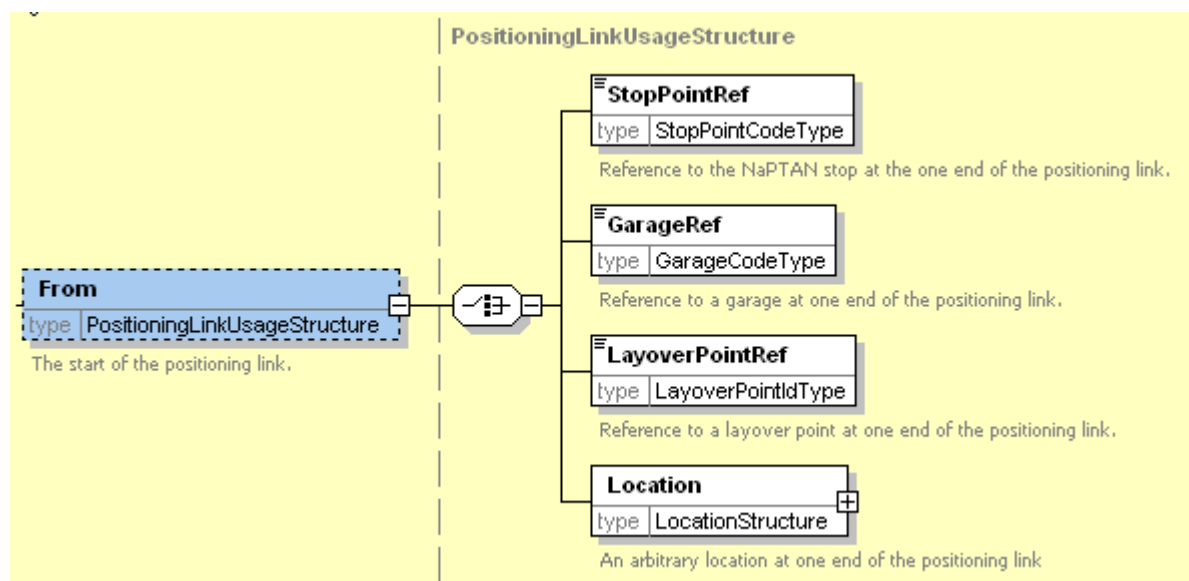 PositioningLinkUsageStructure
StopPointRef
type StopPointCodeType
Reference to the NaPTAN stop at the one end of the positioning link.
GarageRef
type GarageCodeType
Reference to a garage at one end of the positioning link.
From
type PositioningLinkUsageStructure
The start of the positioning link.
LayoverPointRef
type LayoverPointIdType
Reference to a layover point at one end of the positioning link.
Location
type LocationStructure
An arbitrary location at one end of the positioning link